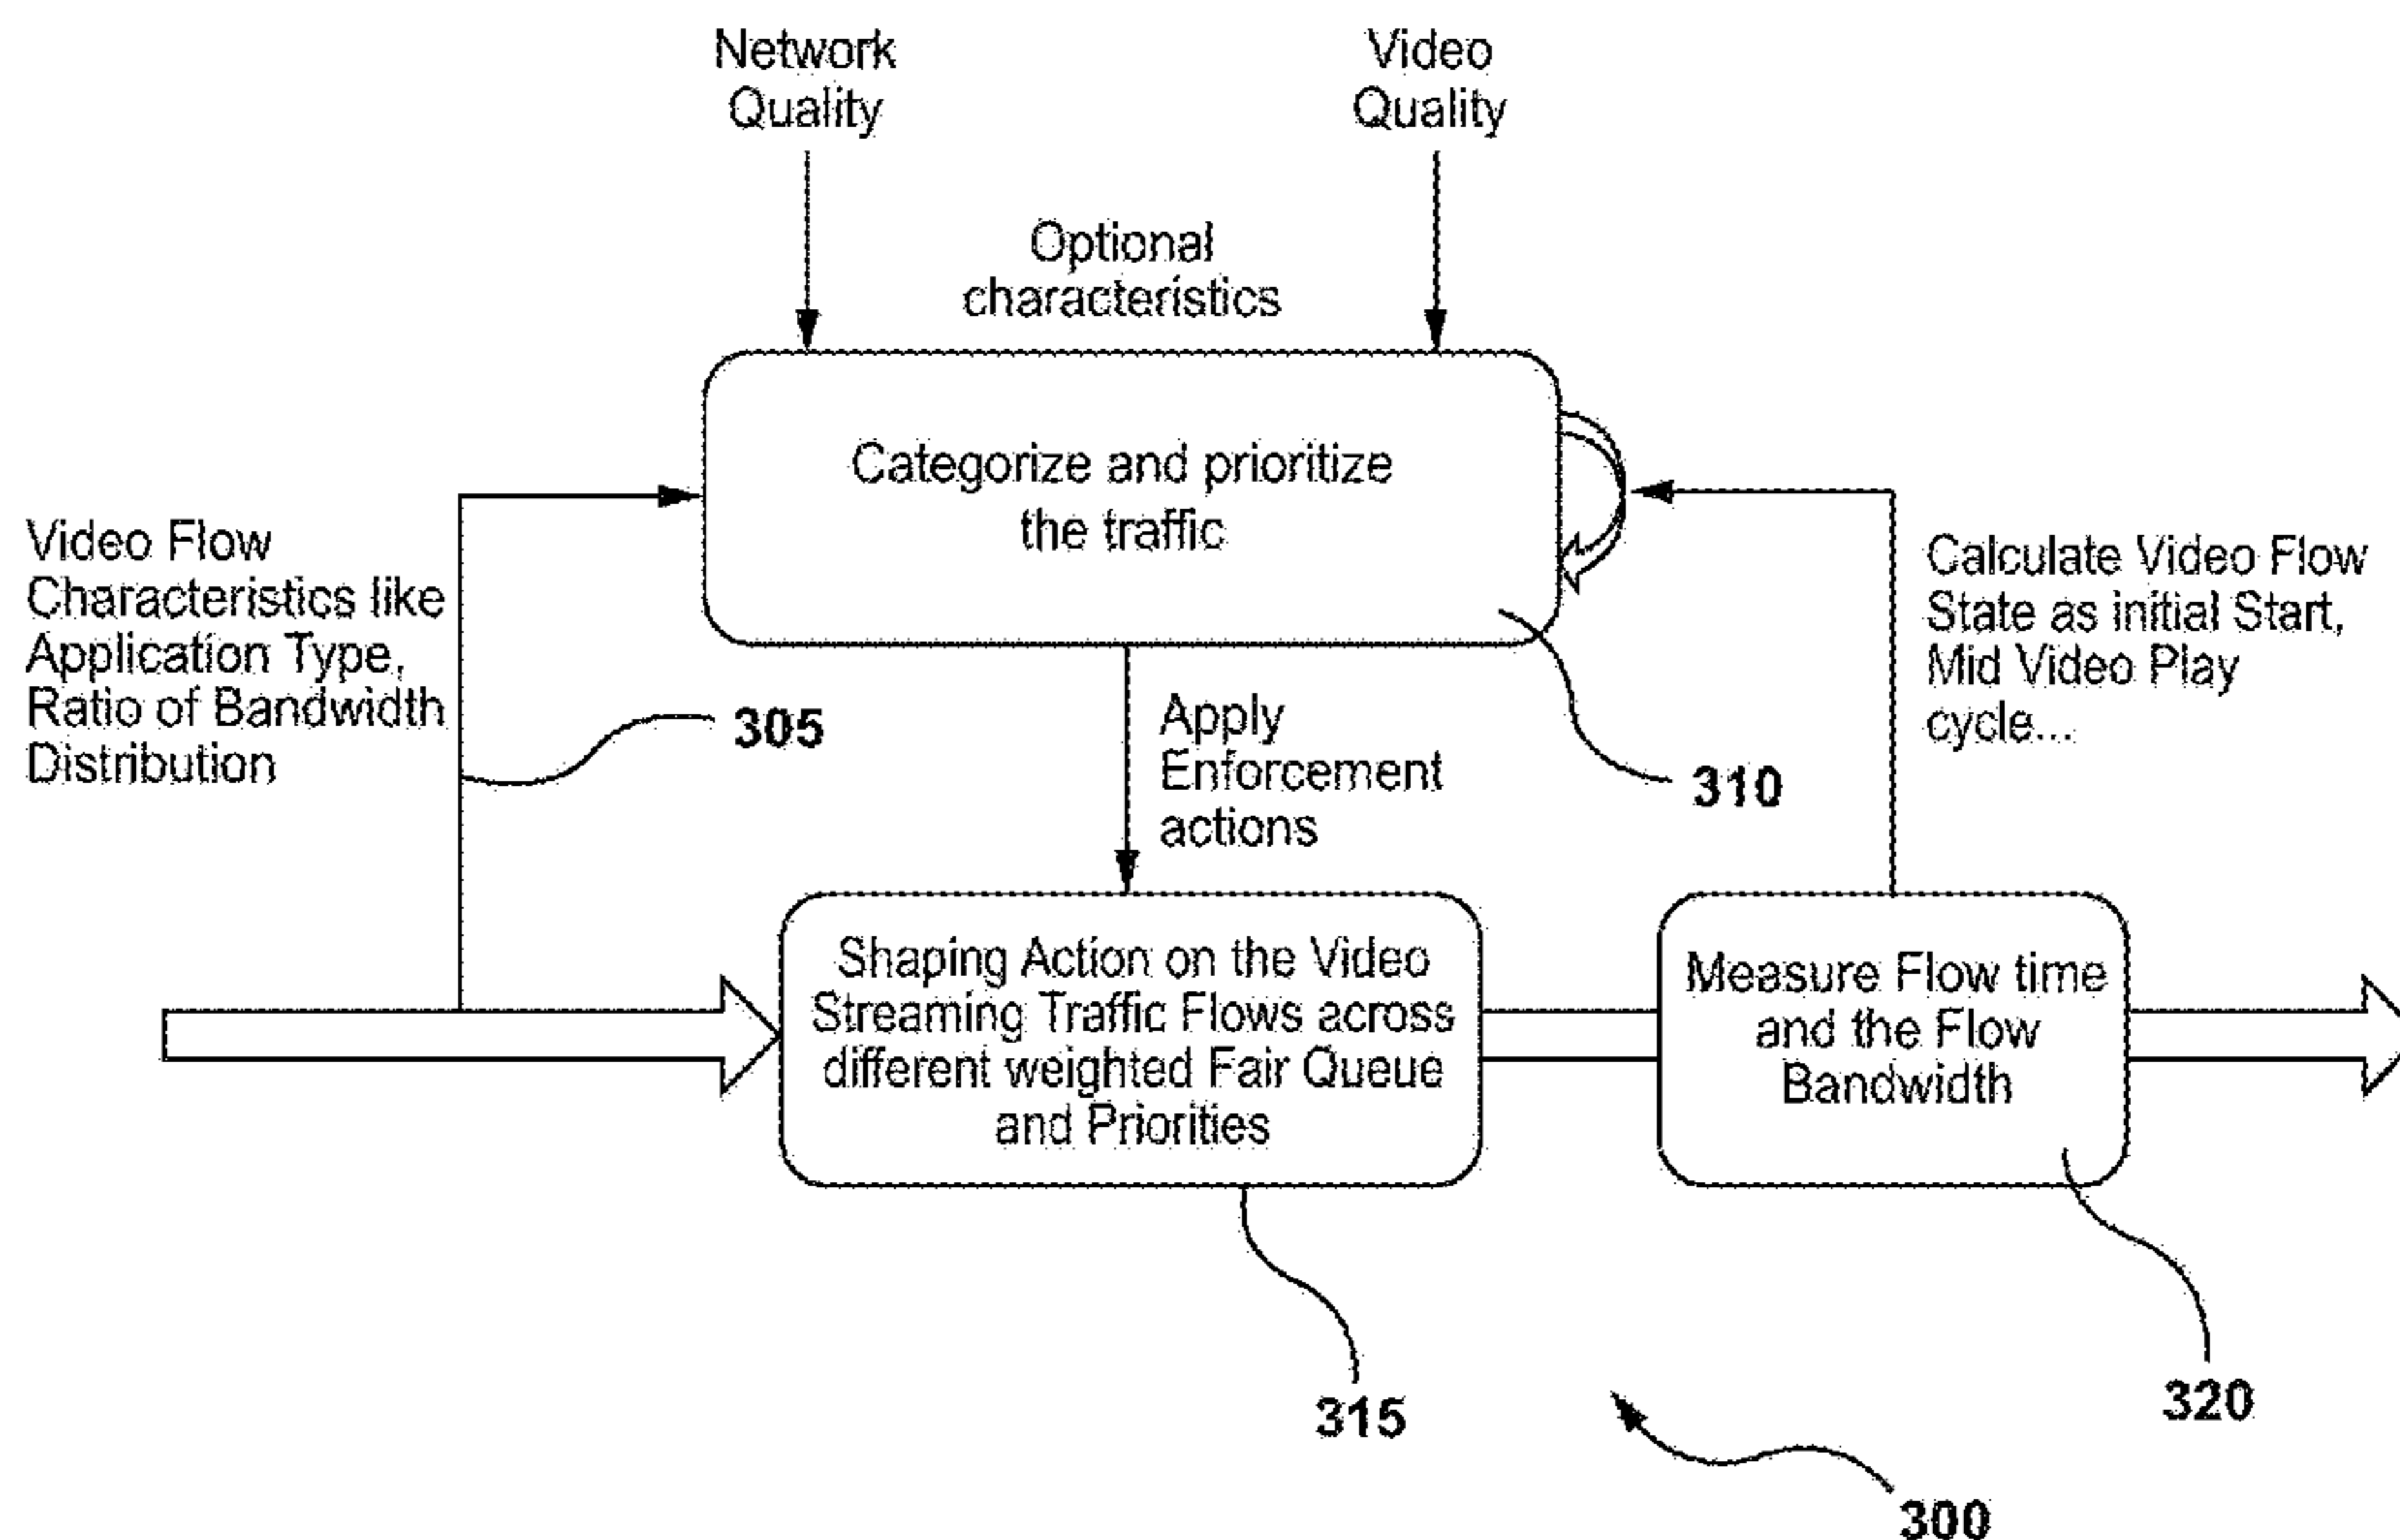 Network
Quality
Video
Quality
Optional
characteristics
Categorize and prioritize
the traffic
Video Flow
Characteristics like
Application Type,
Ratio of Bandwidth
Distribution
305
Apply
Enforcement
actions
310
Calculate Video Flow
State as initial Start,
Mid Video Play
cycle...
Shaping Action on the Video
Streaming Traffic Flows across
different weighted Fair Queue
and Priorities
Measure Flow time
and the Flow
Bandwidth
315
320
300